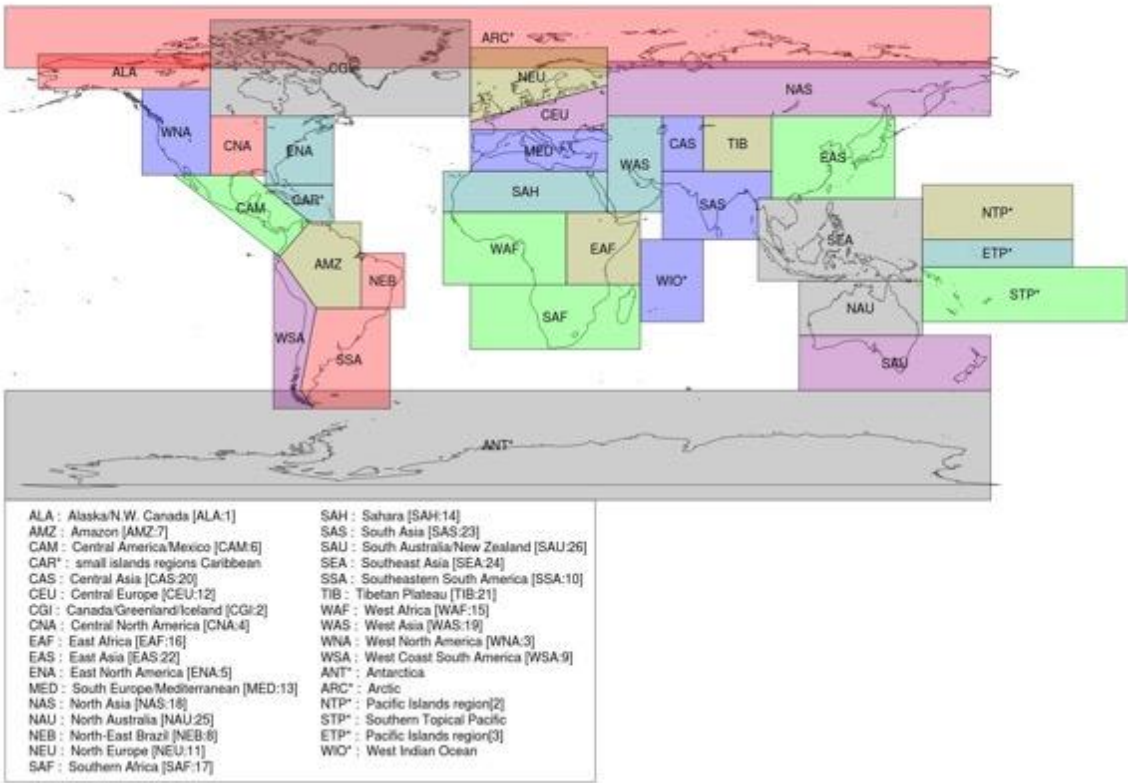 ARC*
ALA
CGI
NEU
NAS
CEU
WNA
CNA
ENA
MED
WAS
CAS
TIB
EAS
CAM
CAR*
SAH
SAS
NTP*
AMZ
WAF
EAF
SEA
ETP*
NEB
WIO*
STP*
WSA
SSA
SAF
NAU
SAU
ANT*
ALA : Alaska/N.W. Canada [ALA:1]
AMZ : Amazon [AMZ:7]
CAM : Central America/Mexico [CAM:6]
CAR* : small islands regions Caribbean
CAS : Central Asia [CAS:20]
CEU : Central Europe [CEU:12]
CGI : Canada/Greenland/Iceland [CGI:2]
CNA : Central North America [CNA:4]
EAF : East Africa [EAF:16]
EAS : East Asia [EAS:22]
ENA : East North America [ENA:5]
MED : South Europe/Mediterranean [MED:13]
NAS : North Asia [NAS:18]
NAU : North Australia [NAU:25]
NEB : North-East Brazil [NEB:8]
NEU : North Europe [NEU:11]
SAF : Southern Africa [SAF:17]
SAH : Sahara [SAH:14]
SAS : South Asia [SAS:23]
SAU : South Australia/New Zealand [SAU:26]
SEA : Southeast Asia [SEA:24]
SSA : Southeastern South America [SSA:10]
TIB : Tibetan Plateau [TIB:21]
WAF : West Africa [WAF:15]
WAS : West Asia [WAS:19]
WNA : West North America [WNA:3]
WSA : West Coast South America [WSA:9]
ANT* : Antarctica
ARC* : Arctic
NTP* : Pacific Islands region[2]
STP* : Southern Topical Pacific
ETP* : Pacific Islands region[3]
WIO* : West Indian Ocean